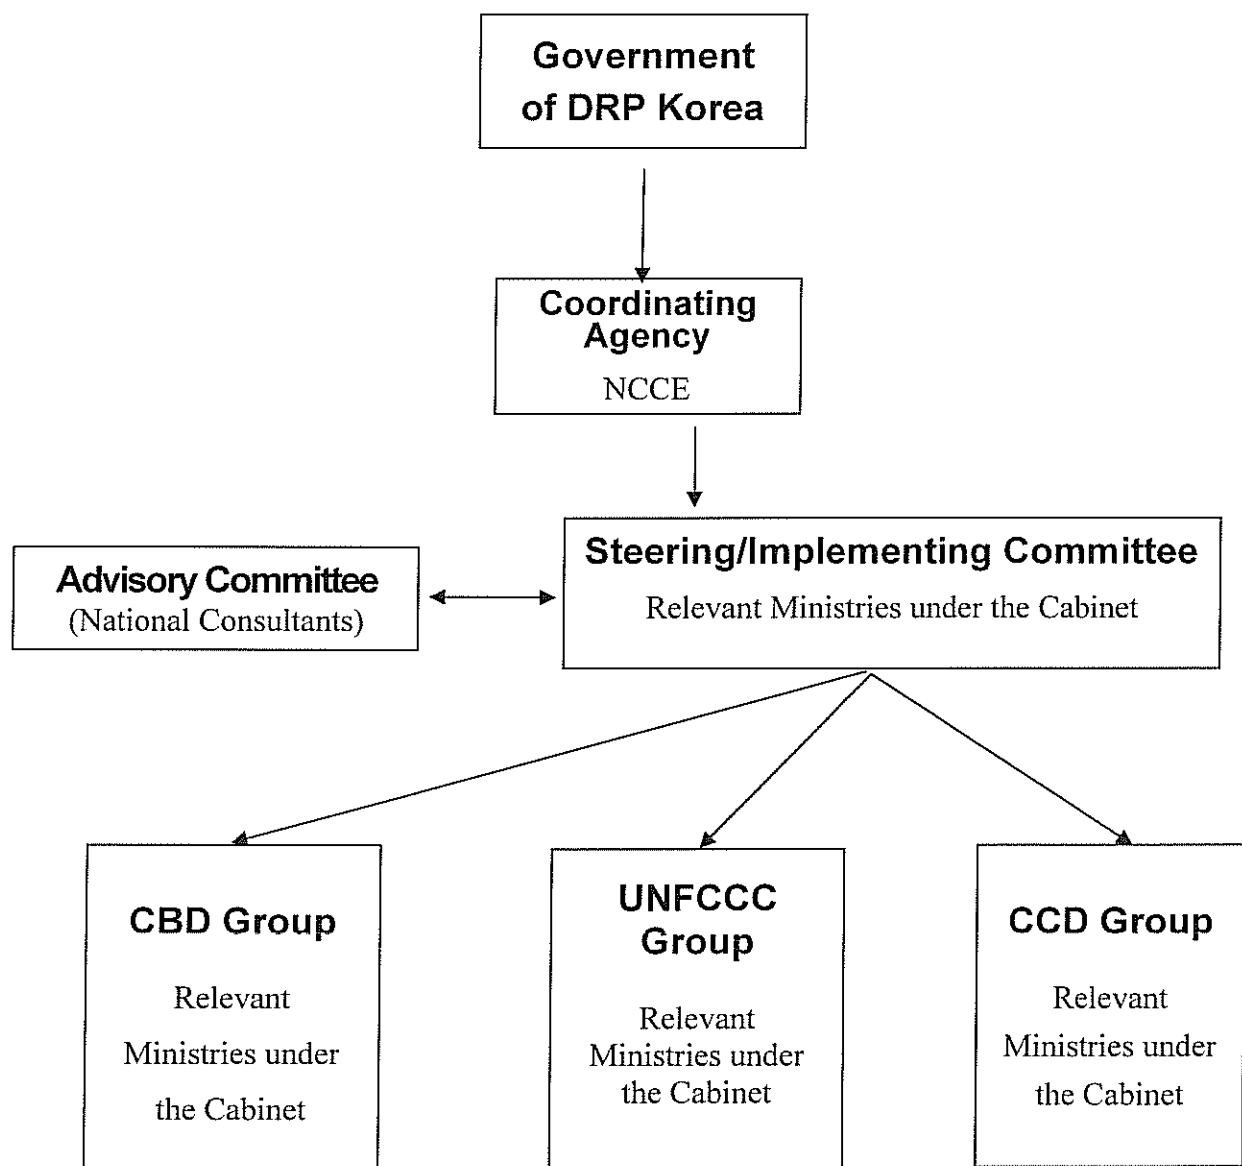 Government
of DRP Korea
Coordinating
Agency
NCCE
Steering/Implementing Committee
Relevant Ministries under the Cabinet
Advisory Committee
(National Consultants)
CBD Group
Relevant
Ministries under
the Cabinet
UNFCCC
Group
Relevant
Ministries under
the Cabinet
CCD Group
Relevant
Ministries under
the Cabinet